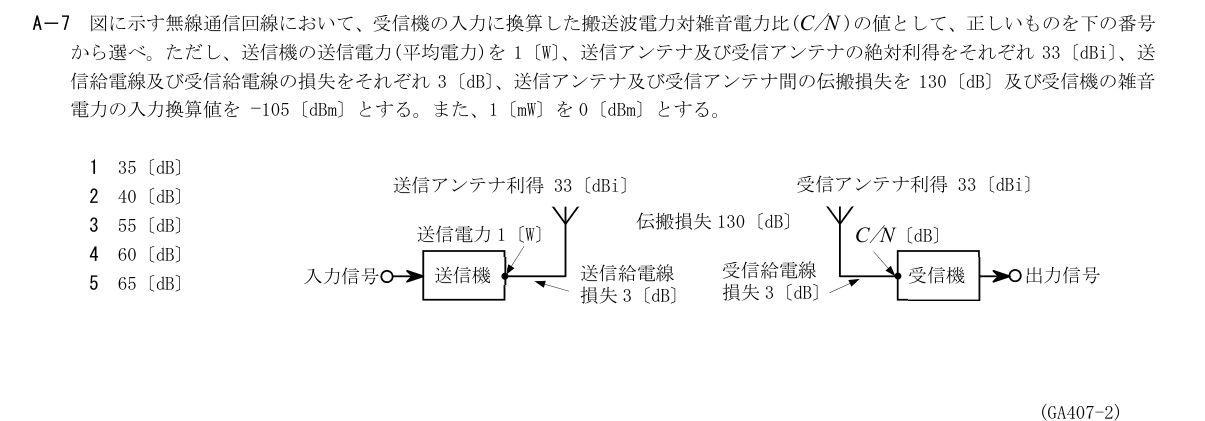 A－7 図に示す無線通信回線において、受信機の入力に換算した搬送波電力対雑音電力比(C/N)の値として、正しいものを下の番号
から選べ。ただし、送信機の送信電力(平均電力)を 1〔W〕、送信アンテナ及び受信アンテナの絶対利得をそれぞれ 33〔dBi〕、送
信給電線及び受信給電線の損失をそれぞれ 3〔dB〕、送信アンテナ及び受信アンテナ間の伝搬損失を 130〔dB〕及び受信機の雑音
電力の入力換算値を －105〔dBm〕とする。また、1〔mW〕を 0〔dBm〕とする。
1 35〔dB〕
2 40〔dB〕
3 55〔dB〕
4 60〔dB〕
5 65〔dB〕
送信アンテナ利得 33〔dBi〕
受信アンテナ利得 33〔dBi〕
伝搬損失 130〔dB〕
送信電力 1〔W〕
C/N〔dB〕
入力信号
送信機
送信給電線
損失 3〔dB〕
受信給電線
損失 3〔dB〕
受信機
出力信号
(GA407-2)